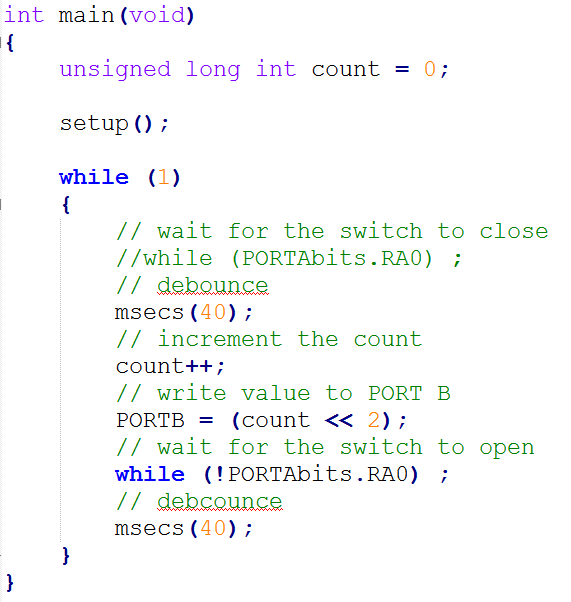 int main(void)
{
    unsigned long int count = 0;

    setup();

    while (1)
    {
        // wait for the switch to close
        //while (PORTAbits.RA0) ;
        // debounce
        msecs(40);
        // increment the count
        count++;
        // write value to PORT B
        PORTB = (count << 2);
        // wait for the switch to open
        while (!PORTAbits.RA0) ;
        // debcounce
        msecs(40);
    }
}